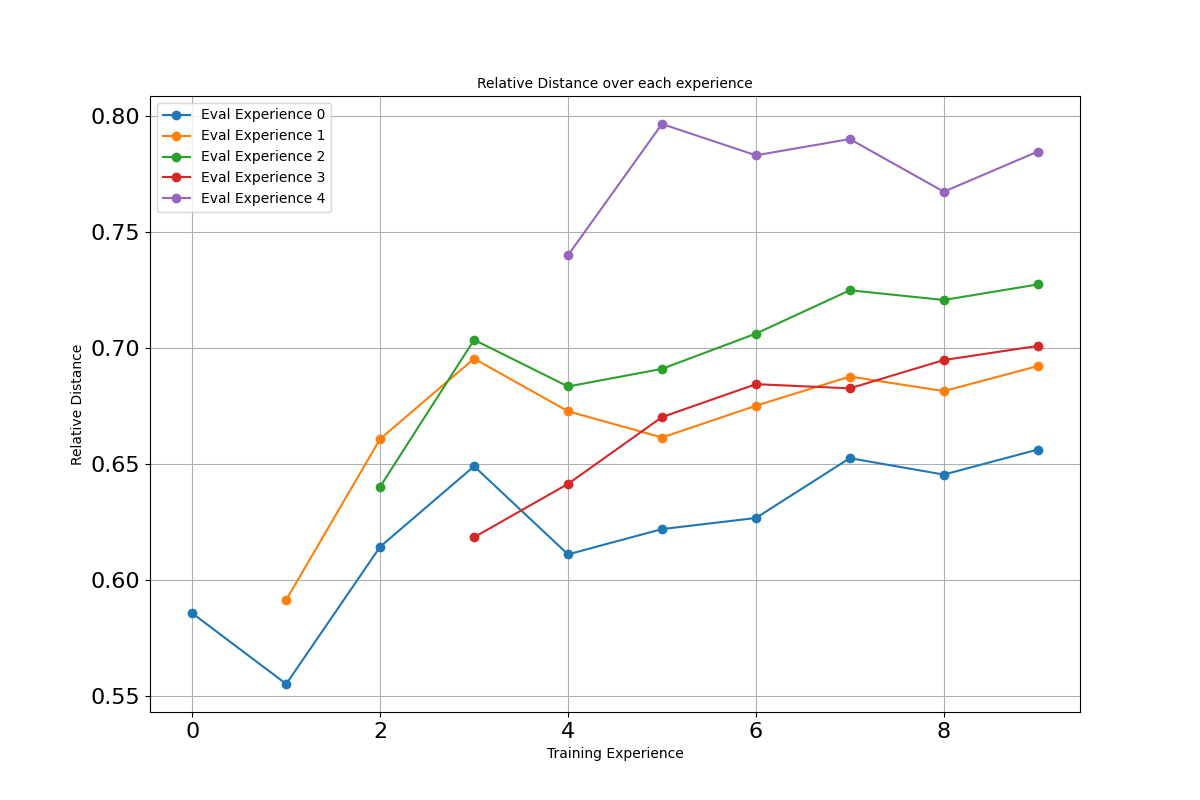 Relative Distance over each experience
0.80
0.75
0.70
0.65
0.60
0.55
Relative Distance
Eval Experience 0
Eval Experience 1
Eval Experience 2
Eval Experience 3
Eval Experience 4
0 2 4 6 8
Training Experience